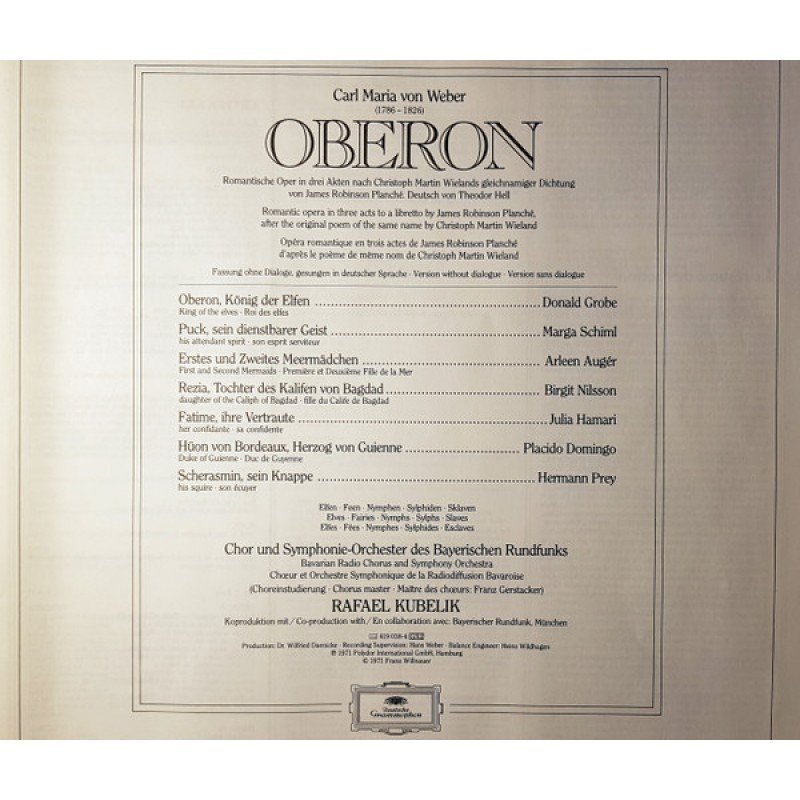 Carl Maria von Weber
(1786 – 1826)
OBERON
Romantische Oper in drei Akten nach Christoph Martin Wielands gleichnamiger Dichtung
von James Robinson Planché. Deutsch von Theodor Hell
Romantic opera in three acts to a libretto by James Robinson Planché,
after the original poem of the same name by Christoph Martin Wieland
Opéra romantique en trois actes de James Robinson Planché
d'après le poème de même nom de Christoph Martin Wieland
Fassung ohne Dialoge, gesungen in deutscher Sprache · Version without dialogue · Version sans dialogue
Oberon, König der Elfen ........ Donald Grobe
King of the elves · Roi des elfes
Puck, sein dienstbarer Geist ........ Marga Schiml
his attendant spirit · son esprit serviteur
Erstes und Zweites Meermädchen ........ Arleen Augér
First and Second Mermaids · Première et Deuxième Fille de la Mer
Rezia, Tochter des Kalifen von Bagdad ........ Birgit Nilsson
daughter of the Caliph of Bagdad · fille du Calife de Bagdad
Fatime, ihre Vertraute ........ Julia Hamari
her confidante · sa confidente
Hüon von Bordeaux, Herzog von Guienne ........ Placido Domingo
Duke of Guienne · Duc de Guyenne
Scherasmin, sein Knappe ........ Hermann Prey
his squire · son écuyer
Elfen · Feen · Nymphen · Sylphiden · Sklaven
Elves · Fairies · Nymphs · Sylphs · Slaves
Elfes · Fées · Nymphes · Sylphides · Esclaves
Chor und Symphonie-Orchester des Bayerischen Rundfunks
Bavarian Radio Chorus and Symphony Orchestra
Chœur et Orchestre Symphonique de la Radiodiffusion Bavaroise
(Choreinstudierung · Chorus master · Maître des chœurs: Franz Gerstacker)
RAFAEL KUBELIK
Koproduktion mit / Co-production with / En collaboration avec: Bayerischer Rundfunk, München
419 038-4
Production: Dr. Wilfried Daenicke · Recording Supervision: Hans Weber · Balance Engineer: Heinz Wildhagen
℗ 1971 Polydor International GmbH, Hamburg
© 1971 Franz Willnauer
Deutsche
Grammophon